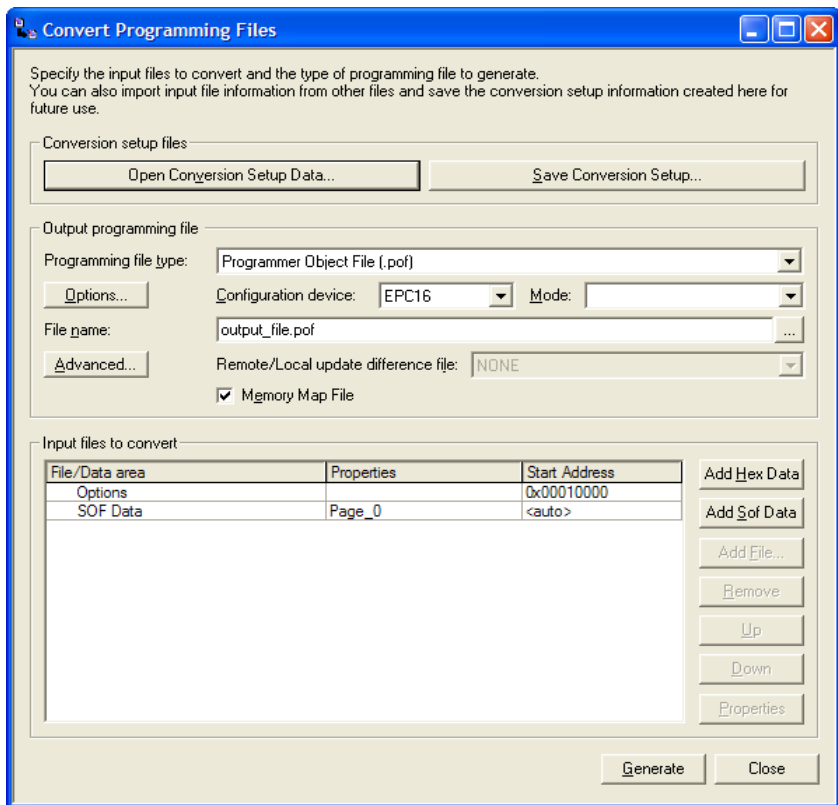 Convert Programming Files
Specify the input files to convert and the type of programming file to generate.
You can also import input file information from other files and save the conversion setup information created here for
future use.
Conversion setup files
Open Conversion Setup Data...
Save Conversion Setup...
Output programming file
Programming file type:
Programmer Object File (.pof)
Options...
Configuration device:
EPC16
Mode:
File name:
output_file.pof
...
Advanced...
Remote/Local update difference file:
NONE
Memory Map File
Input files to convert
File/Data area Properties Start Address
Options 0x00010000
SOF Data Page_0 <auto>
Add Hex Data
Add Sof Data
Add File...
Remove
Up
Down
Properties
Generate
Close